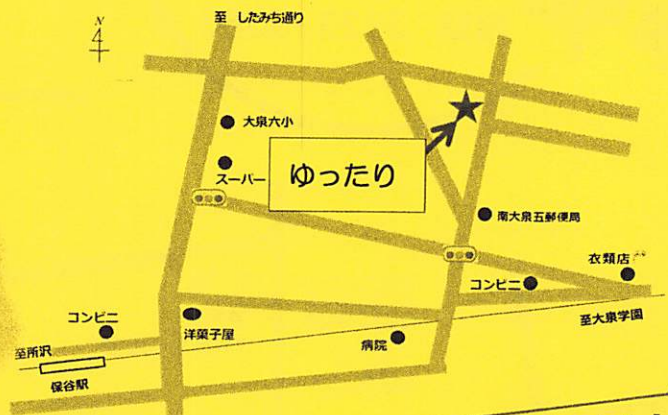 N
至 したみち通り
大泉六小
スーパー
ゆったり
南大泉五郵便局
衣類店
コンビニ
至大泉学園
コンビニ
洋菓子屋
病院
至所沢
保谷駅